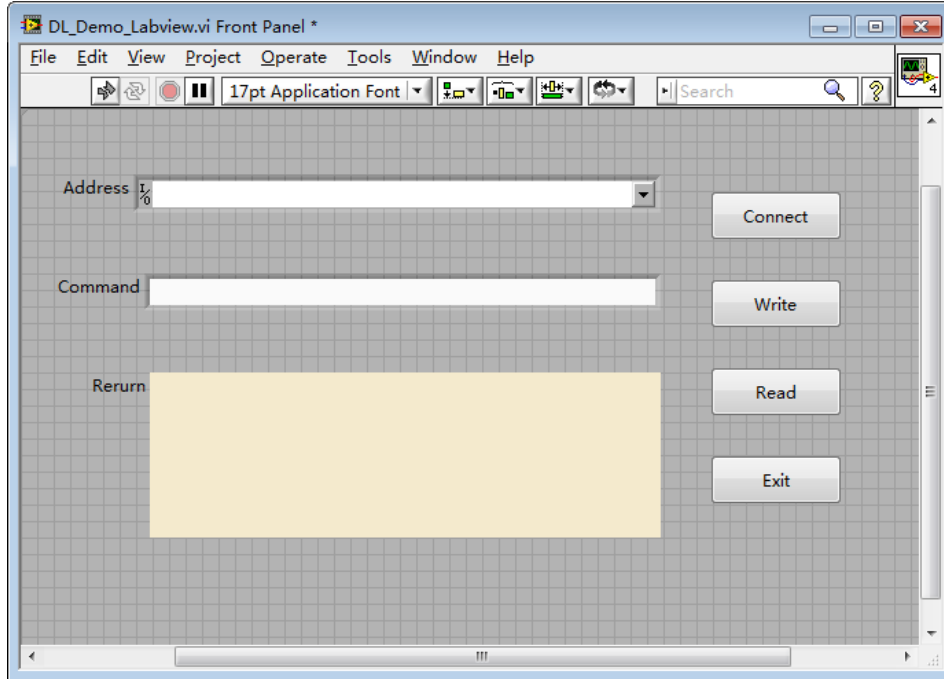 DL_Demo_Labview.vi Front Panel *
File Edit View Project Operate Tools Window Help
17pt Application Font Search ? 4
Address I/O
Connect
Command
Write
Rerurn
Read
Exit